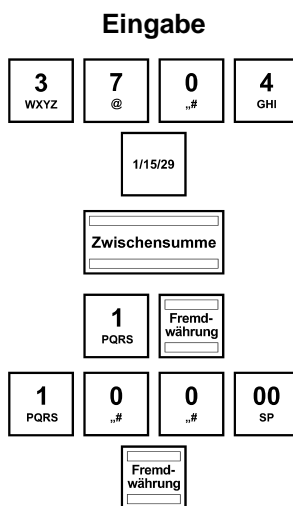 Eingabe
3 7 0 4
WXYZ @ „# GHI
1/15/29
Zwischensumme
1 Fremd-
PQRS währung
1 0 0 00
PQRS „# „# SP
Fremd-
währung